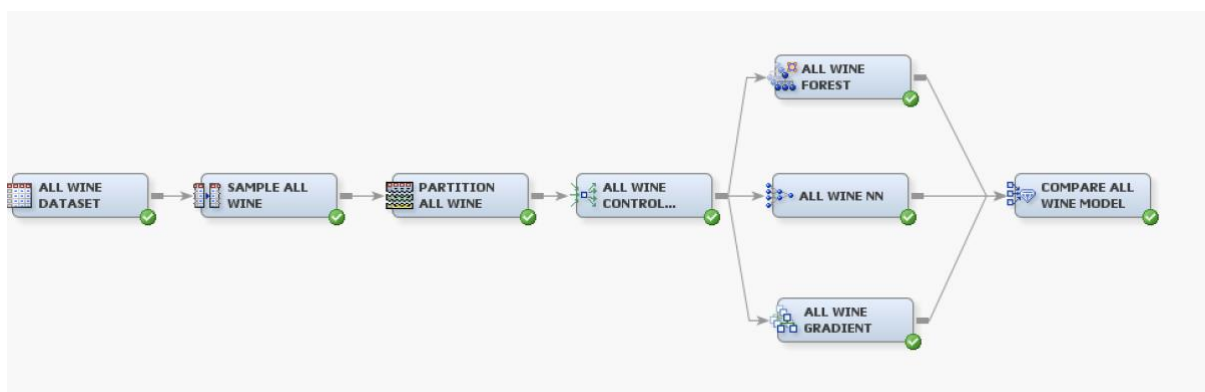 ALL WINE
DATASET
SAMPLE ALL
WINE
PARTITION
ALL WINE
ALL WINE
CONTROL...
ALL WINE
FOREST
ALL WINE NN
ALL WINE
GRADIENT
COMPARE ALL
WINE MODEL